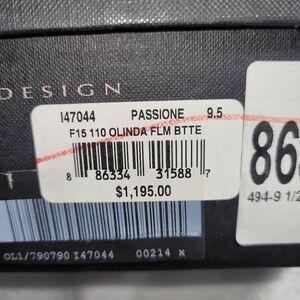 DESIGN
I47044 PASSIONE 9.5
F15 110 OLINDA FLM BTTE
8 86334 31588 7
$1,195.00
86
494-9 1/2
OL1/790790 I47044 00214 X